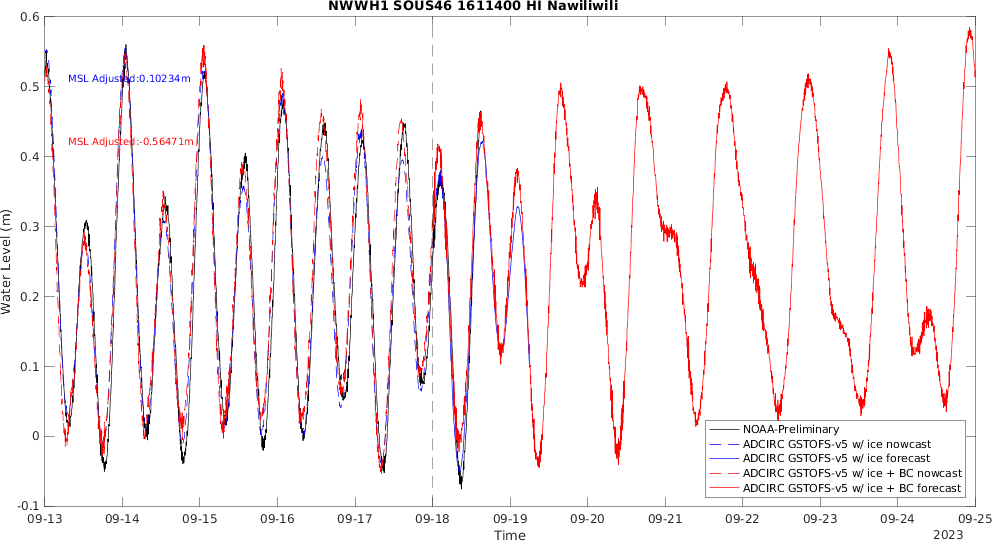 NWWH1 SOUS46 1611400 HI Nawiliwili
0.6
0.5
0.4
0.3
0.2
0.1
0
-0.1
Water Level (m)
MSL Adjusted:0.10234m
MSL Adjusted:-0.56471m
NOAA-Preliminary
ADCIRC GSTOFS-v5 w/ ice nowcast
ADCIRC GSTOFS-v5 w/ ice forecast
ADCIRC GSTOFS-v5 w/ ice + BC nowcast
ADCIRC GSTOFS-v5 w/ ice + BC forecast
09-13 09-14 09-15 09-16 09-17 09-18 09-19 09-20 09-21 09-22 09-23 09-24 09-25
Time
2023